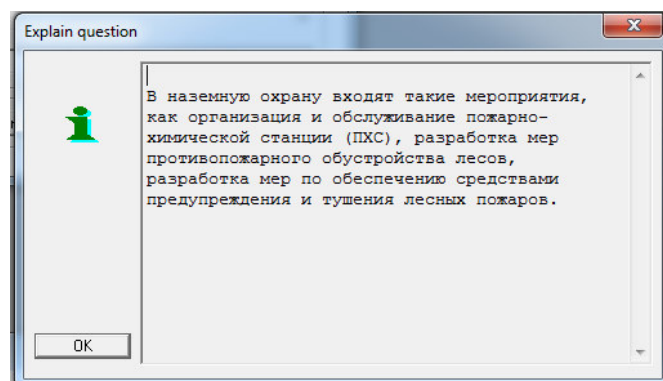 Explain question
В наземную охрану входят такие мероприятия,
как организация и обслуживание пожарно-
химической станции (ПХС), разработка мер
противопожарного обустройства лесов,
разработка мер по обеспечению средствами
предупреждения и тушения лесных пожаров.
OK